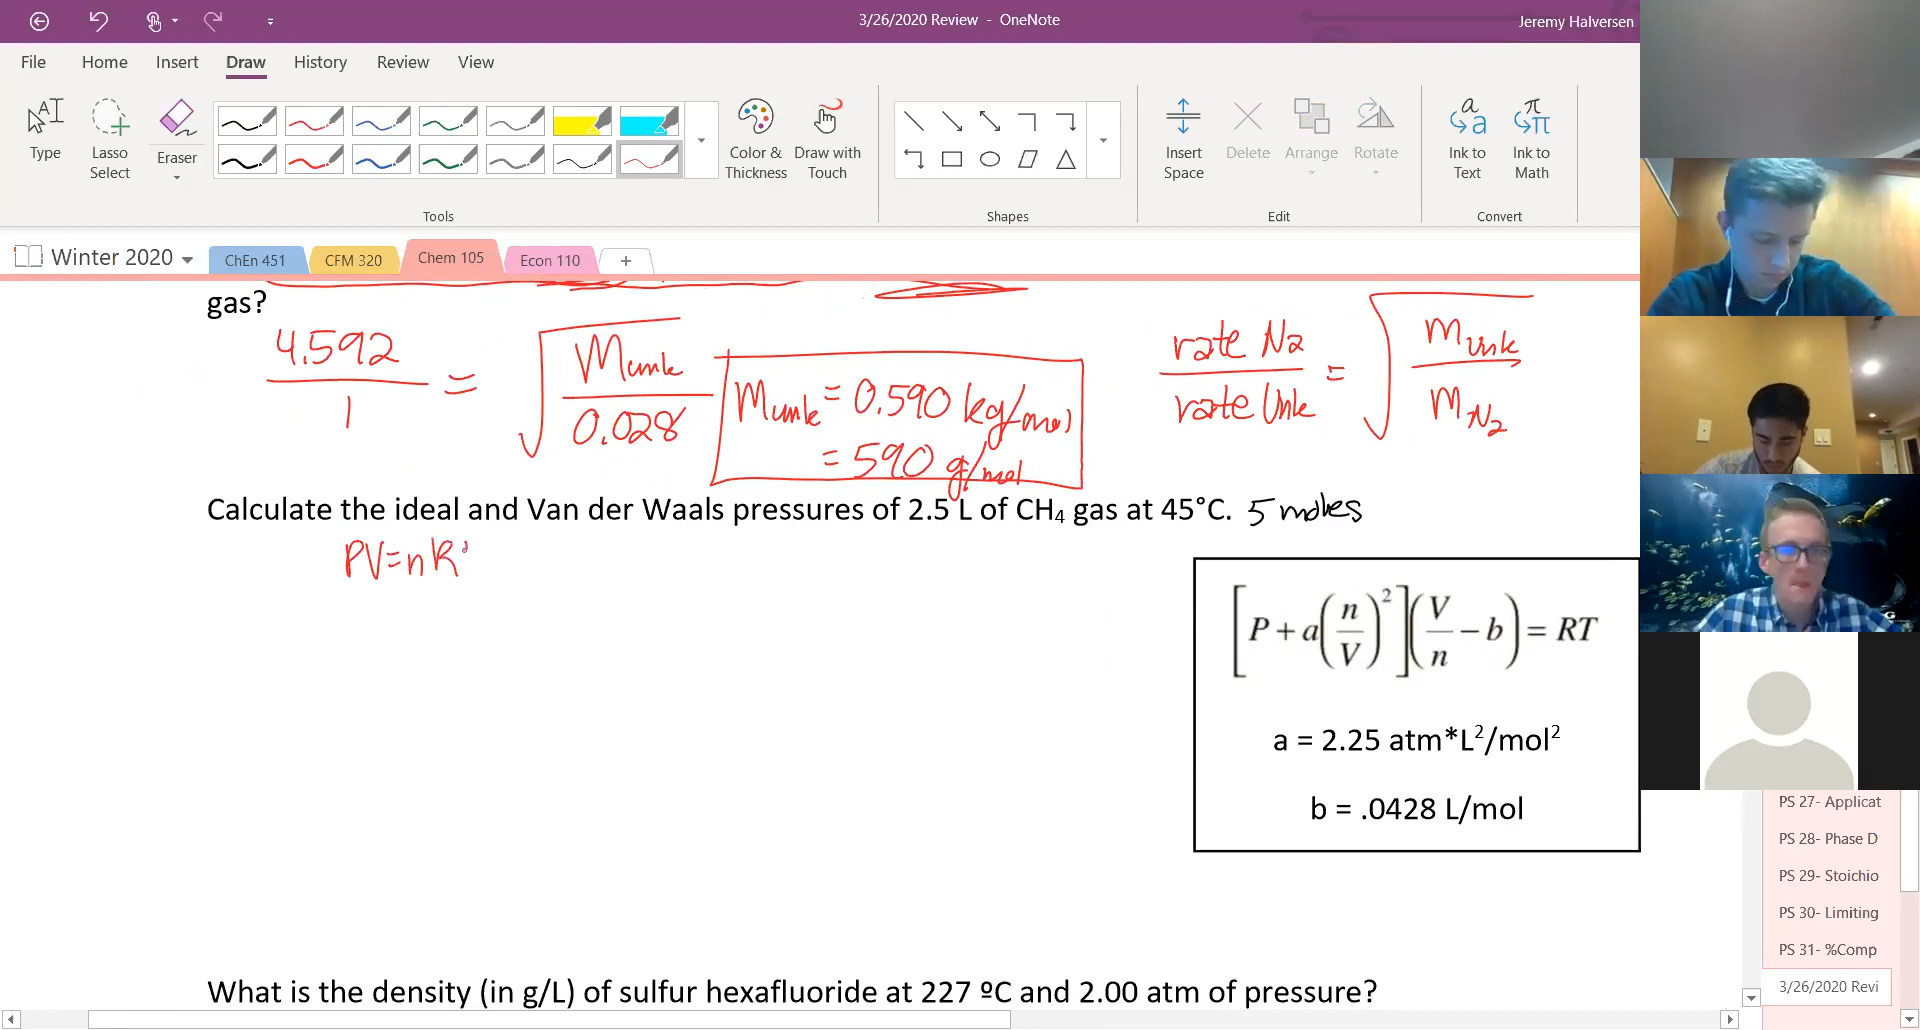 3/26/2020 Review - OneNote
Jeremy Halversen
File Home Insert Draw History Review View
Type
Lasso Select
Eraser
Color & Thickness
Draw with Touch
Insert Space
Delete
Arrange
Rotate
Ink to Text
Ink to Math
Tools
Shapes
Edit
Convert
Winter 2020
ChEn 451
CFM 320
Chem 105
Econ 110
gas?
4.592 / 1 = √(Munk / 0.028)
Munk = 0.590 kg/mol
= 590 g/mol
rate N2 / rate Unk = √(Munk / MN2)
Calculate the ideal and Van der Waals pressures of 2.5 L of CH₄ gas at 45°C. 5 moles
PV=nR
[P + a(n/V)²](V/n − b) = RT
a = 2.25 atm*L²/mol²
b = .0428 L/mol
What is the density (in g/L) of sulfur hexafluoride at 227 ºC and 2.00 atm of pressure?
PS 27- Applicat
PS 28- Phase D
PS 29- Stoichio
PS 30- Limiting
PS 31- %Comp
3/26/2020 Revi